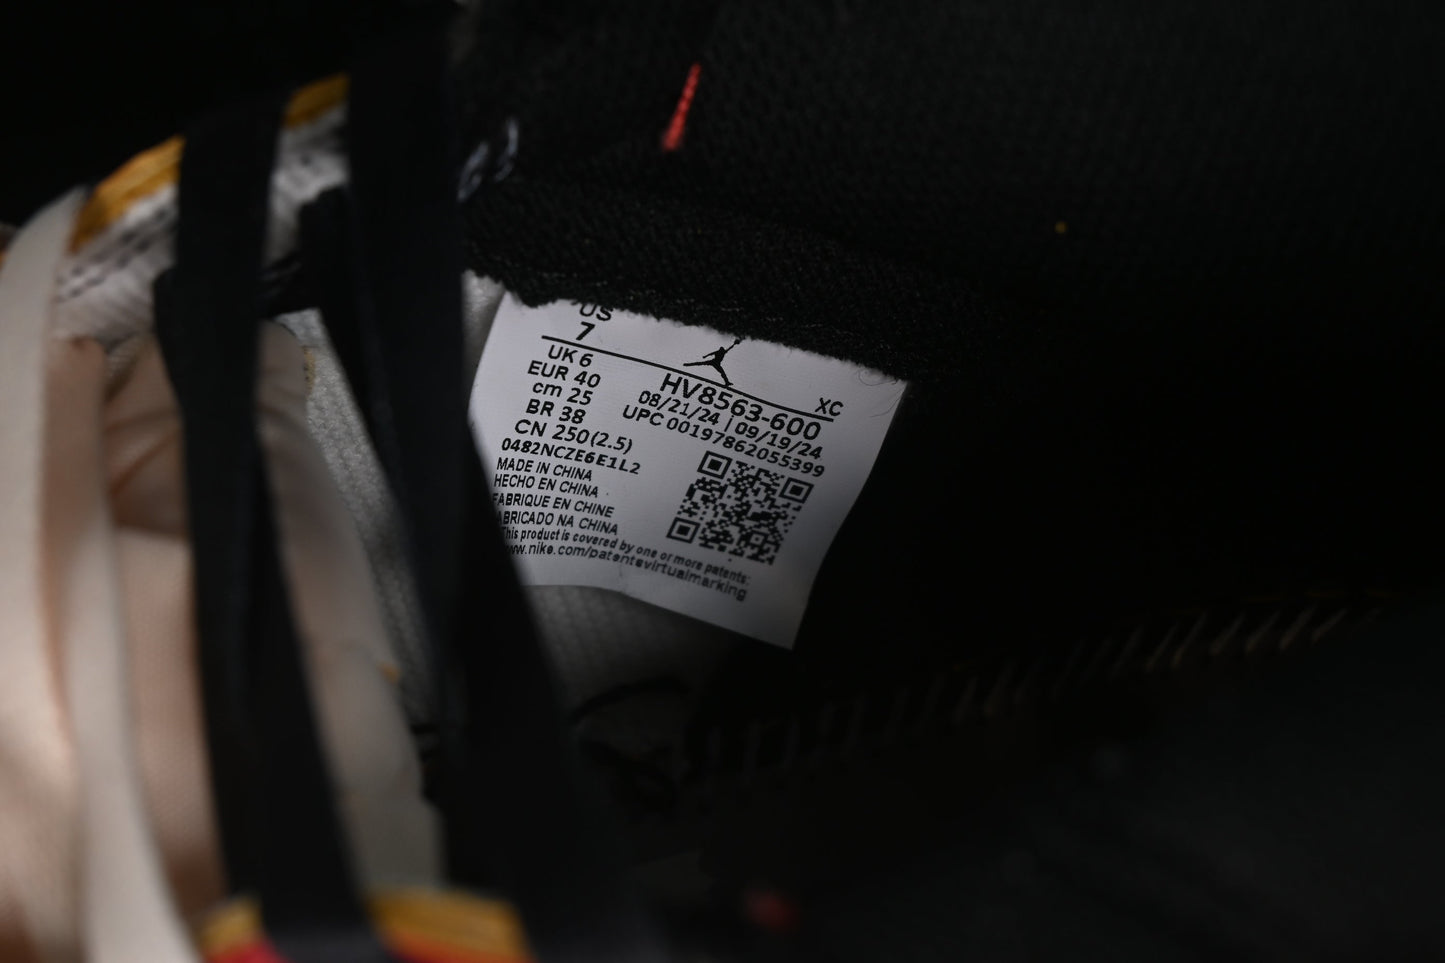 US
7
UK 6
EUR 40
cm 25
BR 38
CN 250(2.5)
0482NCZE6E1L2
XC
HV8563-600
08/21/24 | 09/19/24
UPC 00197862055399
MADE IN CHINA
HECHO EN CHINA
FABRIQUE EN CHINE
ABRICADO NA CHINA
This product is covered by one or more patents:
ww.nike.com/patentsvirtualmarking